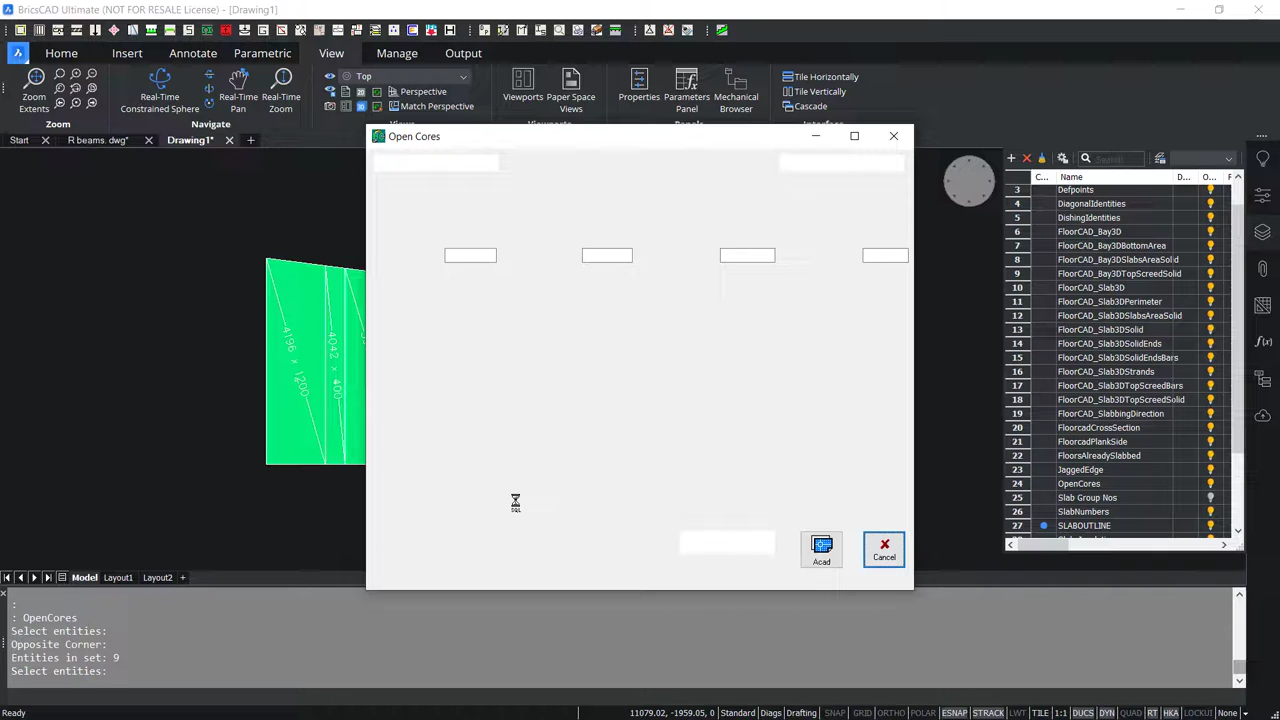 BricsCAD Ultimate (NOT FOR RESALE License) - [Drawing1]
Home
Insert
Annotate
Parametric
View
Manage
Output
Zoom
Extents
Real-Time
Constrained Sphere
Real-Time
Pan
Real-Time
Zoom
Top
Perspective
Match Perspective
Viewports
Paper Space
Views
Properties
Parameters
Panel
Mechanical
Browser
Tile Horizontally
Tile Vertically
Cascade
Zoom
Navigate
Start
R beams. dwg*
Drawing1*
Open Cores
Search
C...
Name
D...
O...
3 Defpoints
4 DiagonalIdentities
5 DishingIdentities
6 FloorCAD_Bay3D
7 FloorCAD_Bay3DBottomArea
8 FloorCAD_Bay3DSlabsAreaSolid
9 FloorCAD_Bay3DTopScreedSolid
10 FloorCAD_Slab3D
11 FloorCAD_Slab3DPerimeter
12 FloorCAD_Slab3DSlabsAreaSolid
13 FloorCAD_Slab3DSolid
14 FloorCAD_Slab3DSolidEnds
15 FloorCAD_Slab3DSolidEndsBars
16 FloorCAD_Slab3DStrands
17 FloorCAD_Slab3DTopScreedBars
18 FloorCAD_Slab3DTopScreedSolid
19 FloorCAD_SlabbingDirection
20 FloorcadCrossSection
21 FloorcadPlankSide
22 FloorsAlreadySlabbed
23 JaggedEdge
24 OpenCores
25 Slab Group Nos
26 SlabNumbers
27 SLABOUTLINE
4196 x 1200
4042 x 400
Acad
Cancel
Model
Layout1
Layout2
:
: OpenCores
Select entities:
Opposite Corner:
Entities in set: 9
Select entities:
Ready
11079.02, -1959.05, 0
Standard
Diags
Drafting
SNAP
GRID
ORTHO
POLAR
ESNAP
STRACK
LWT
TILE
1:1
DUCS
DYN
QUAD
RT
HKA
LOCKUI
None